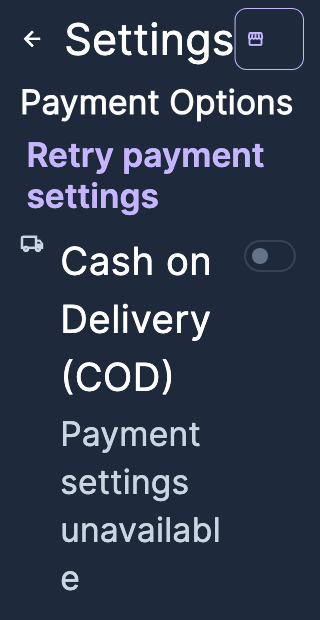 Settings
Payment Options
Retry payment
settings
Cash on
Delivery
(COD)
Payment
settings
unavailabl
e